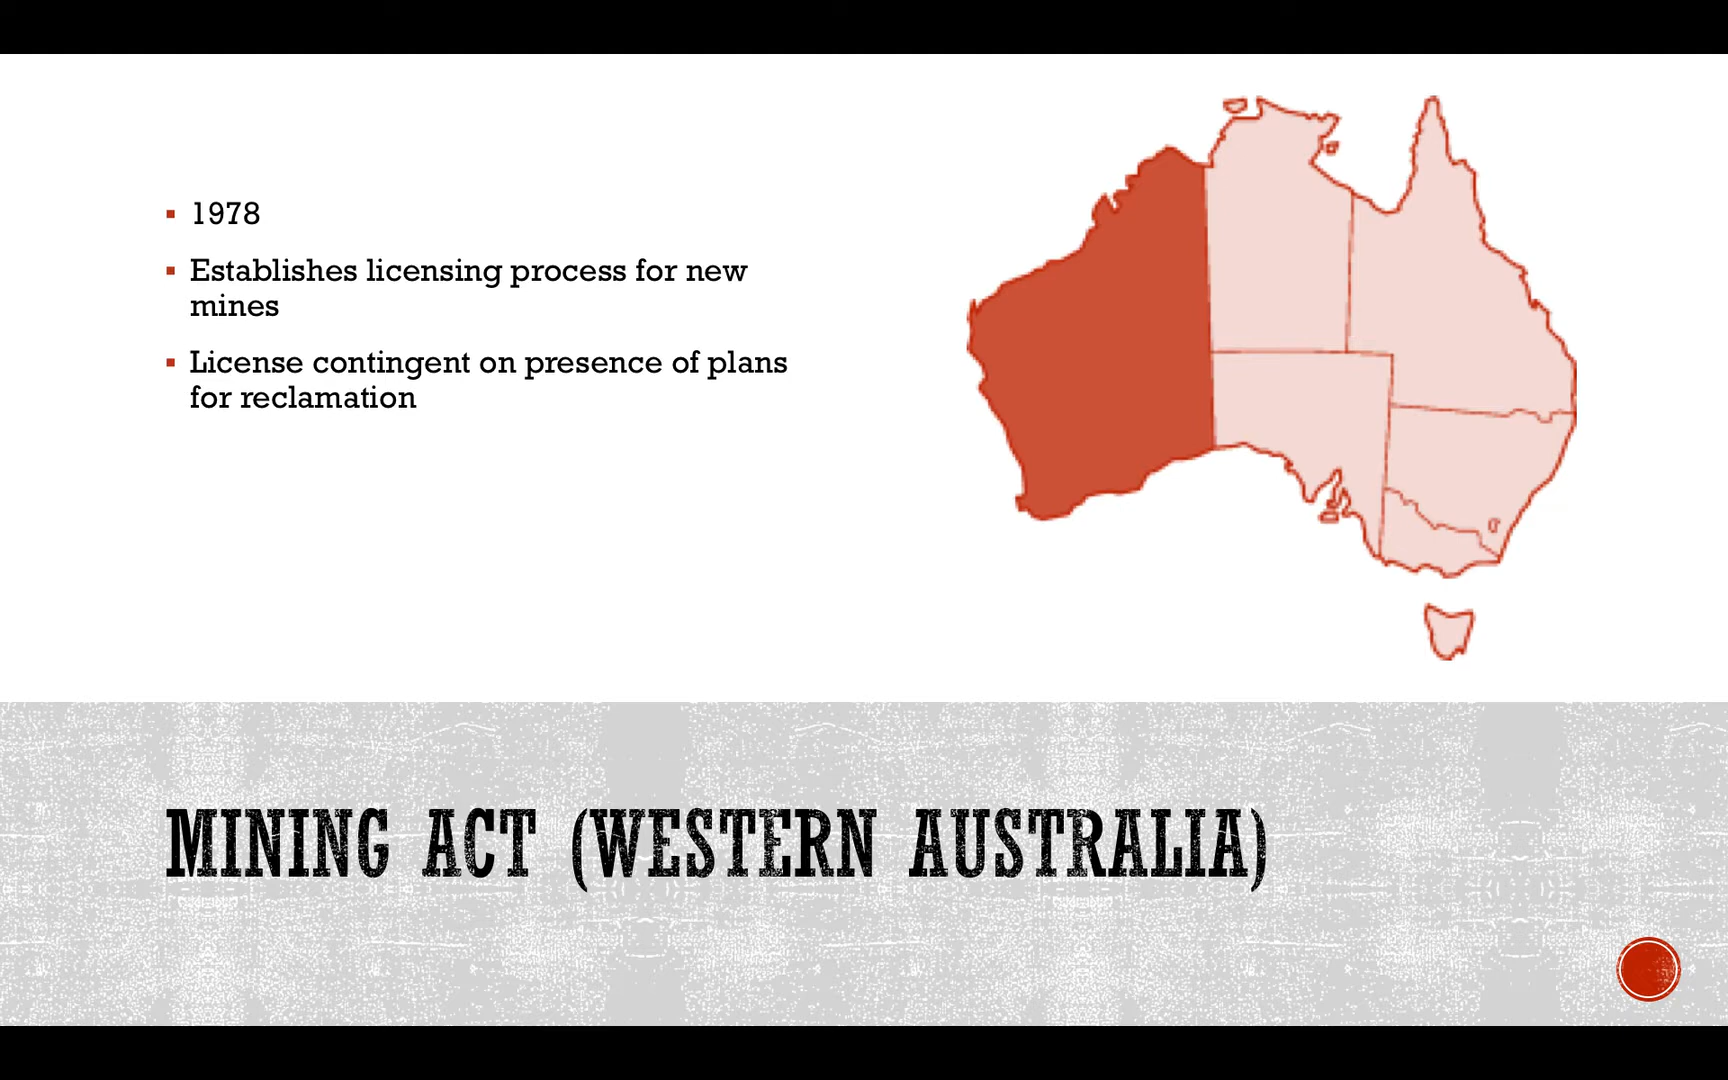 1978
Establishes licensing process for new
mines
License contingent on presence of plans
for reclamation
MINING ACT (WESTERN AUSTRALIA)